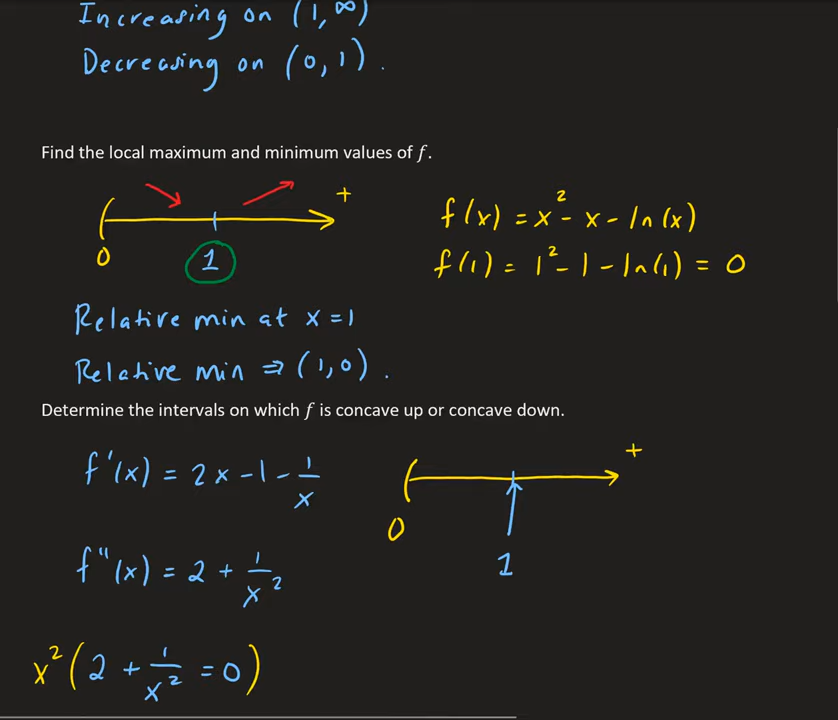 Increasing on (1, ∞)
Decreasing on (0, 1).
Find the local maximum and minimum values of f.
+
0
1
f(x) = x² - x - ln(x)
f(1) = 1² - 1 - ln(1) = 0
Relative min at x = 1
Relative min ⇒ (1, 0).
Determine the intervals on which f is concave up or concave down.
f'(x) = 2x - 1 - 1/x
+
0
1
f"(x) = 2 + 1/x²
x²(2 + 1/x² = 0)